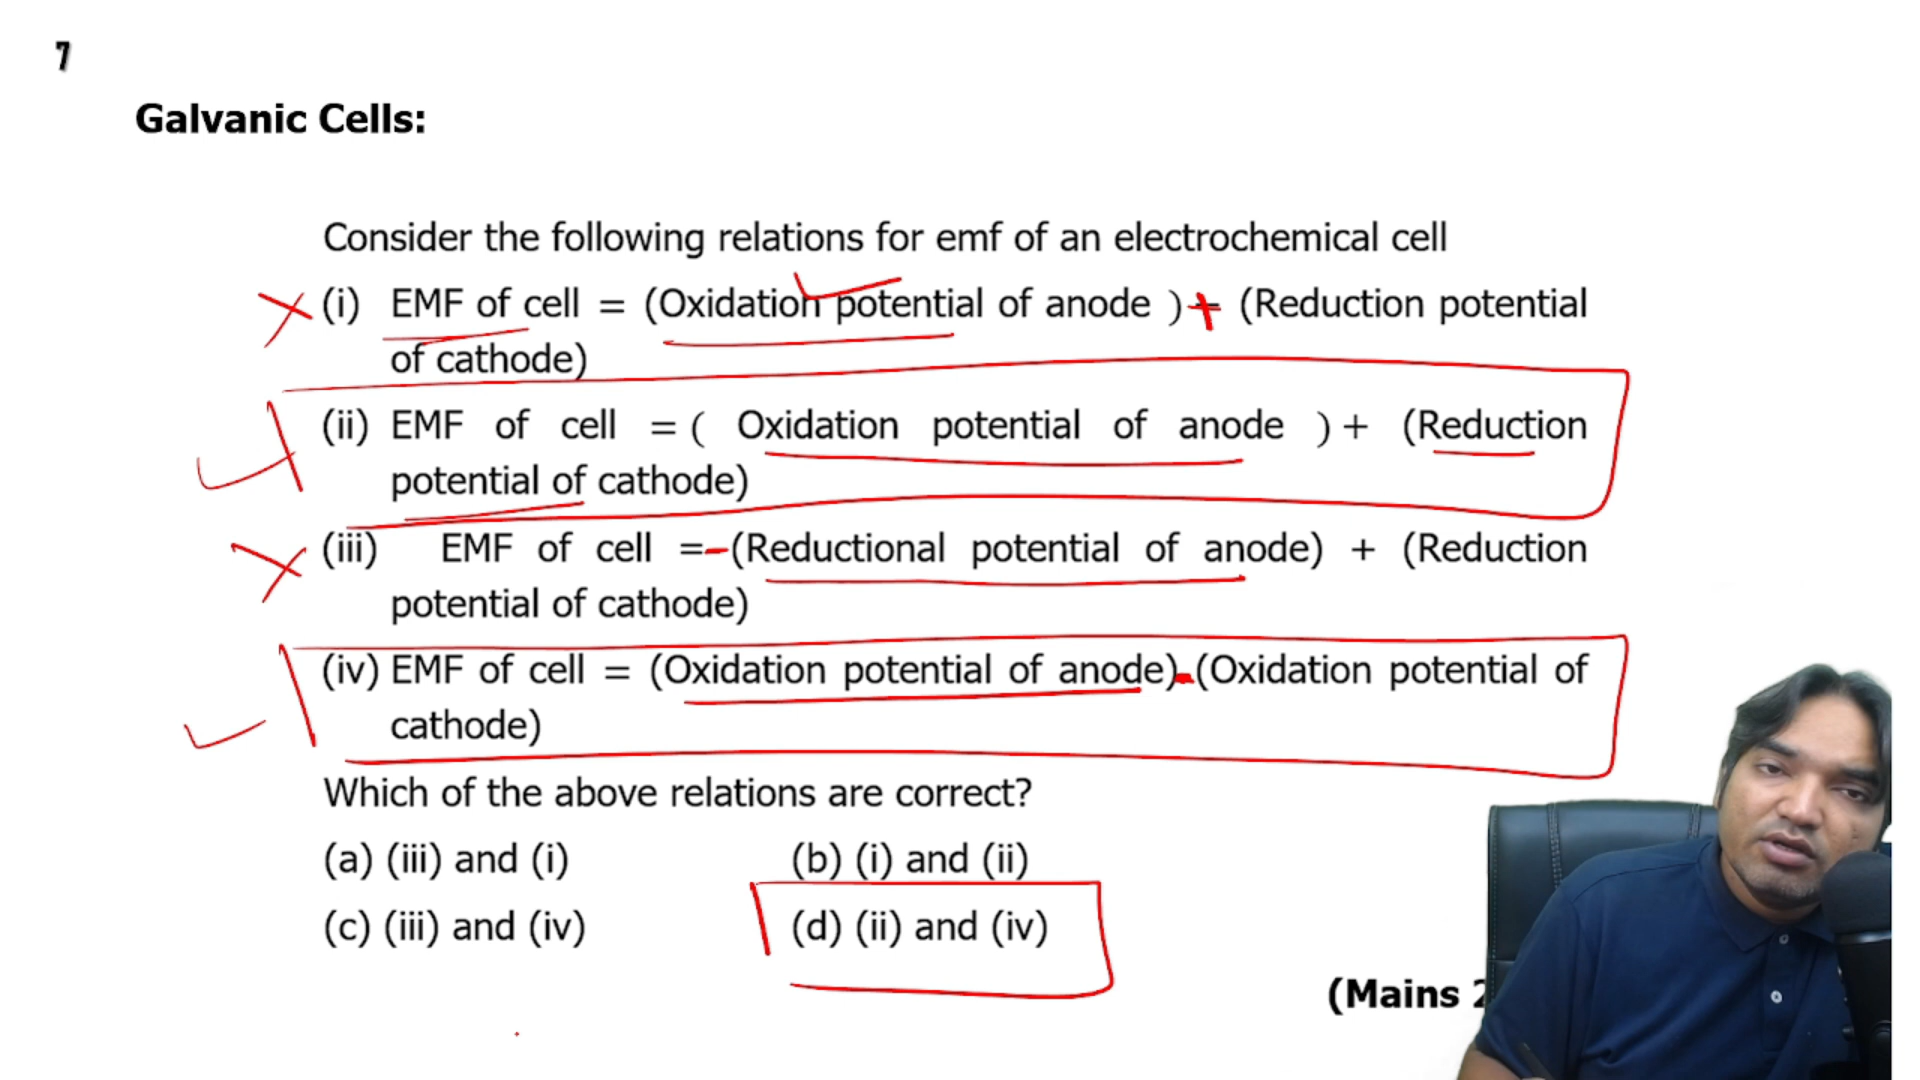 7
Galvanic Cells:
Consider the following relations for emf of an electrochemical cell
(i) EMF of cell = (Oxidation potential of anode ) + (Reduction potential
of cathode)
(ii) EMF of cell = ( Oxidation potential of anode ) + (Reduction
potential of cathode)
(iii) EMF of cell = - (Reductional potential of anode) + (Reduction
potential of cathode)
(iv) EMF of cell = (Oxidation potential of anode) - (Oxidation potential of
cathode)
Which of the above relations are correct?
(a) (iii) and (i) (b) (i) and (ii)
(c) (iii) and (iv) (d) (ii) and (iv)
(Mains